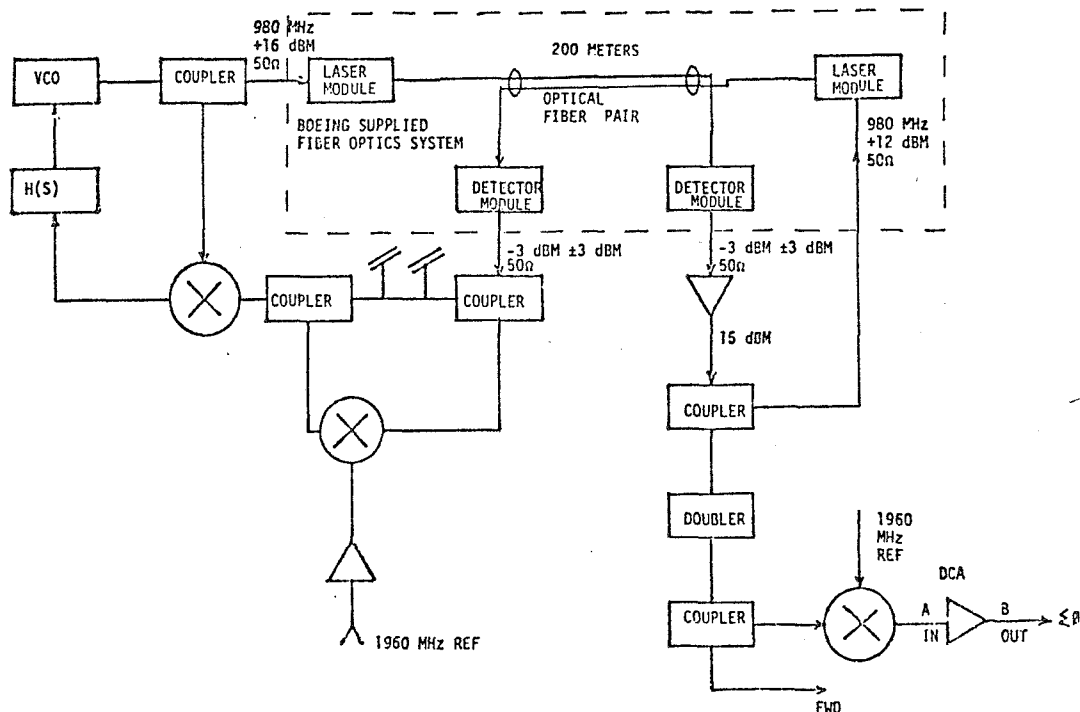 980 MHz
+16 dBM
50Ω
VCO
COUPLER
LASER
MODULE
200 METERS
OPTICAL
FIBER PAIR
LASER
MODULE
BOEING SUPPLIED
FIBER OPTICS SYSTEM
980 MHz
+12 dBM
50Ω
H(S)
DETECTOR
MODULE
DETECTOR
MODULE
-3 dBM ±3 dBM
50Ω
-3 dBM ±3 dBM
50Ω
COUPLER
COUPLER
15 dBM
COUPLER
DOUBLER
1960
MHz
REF
DCA
COUPLER
A
IN
B
OUT
Σø
1960 MHz REF
FWD